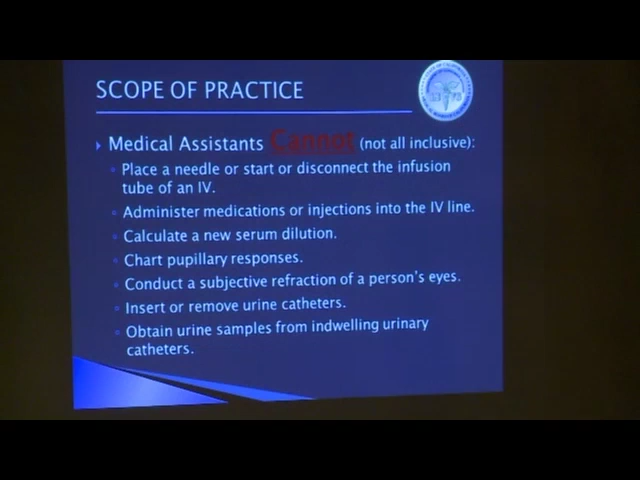 SCOPE OF PRACTICE
Medical Assistants Cannot (not all inclusive):
Place a needle or start or disconnect the infusion
tube of an IV.
Administer medications or injections into the IV line.
Calculate a new serum dilution.
Chart pupillary responses.
Conduct a subjective refraction of a person's eyes.
Insert or remove urine catheters.
Obtain urine samples from indwelling urinary
catheters.